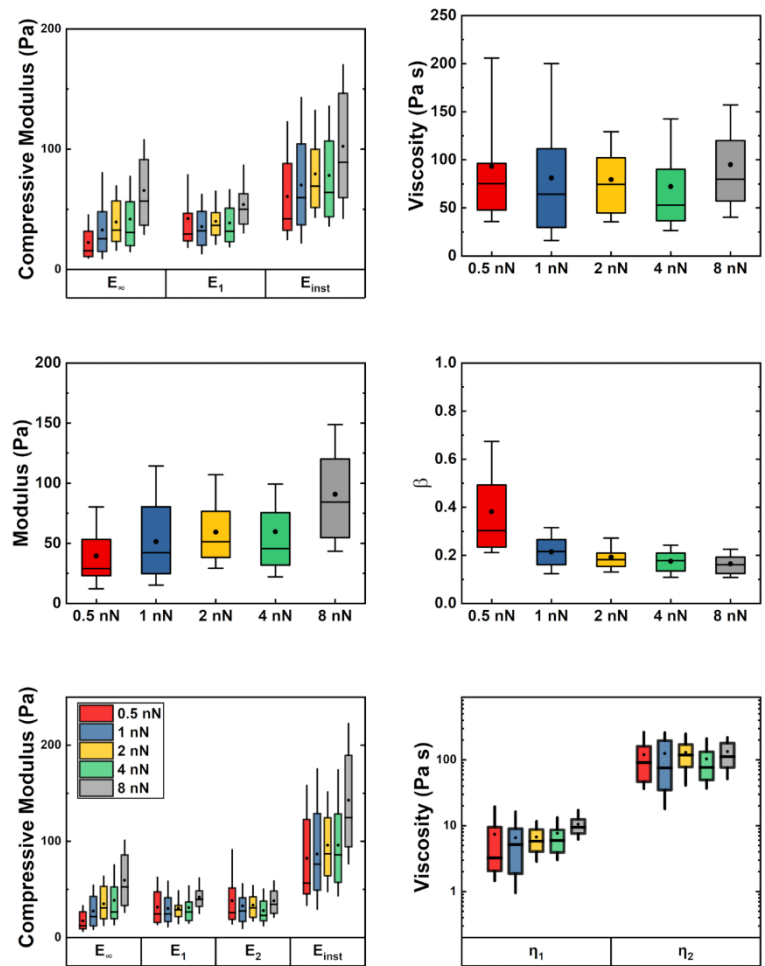 Compressive Modulus (Pa)
200
100
0
E∞ E1 Einst
Viscosity (Pa s)
250
200
150
100
50
0
0.5 nN 1 nN 2 nN 4 nN 8 nN
Modulus (Pa)
200
150
100
50
0
0.5 nN 1 nN 2 nN 4 nN 8 nN
β
1.0
0.8
0.6
0.4
0.2
0.0
0.5 nN 1 nN 2 nN 4 nN 8 nN
Compressive Modulus (Pa)
200
100
0
0.5 nN
1 nN
2 nN
4 nN
8 nN
E∞ E1 E2 Einst
Viscosity (Pa s)
100
10
1
η1 η2